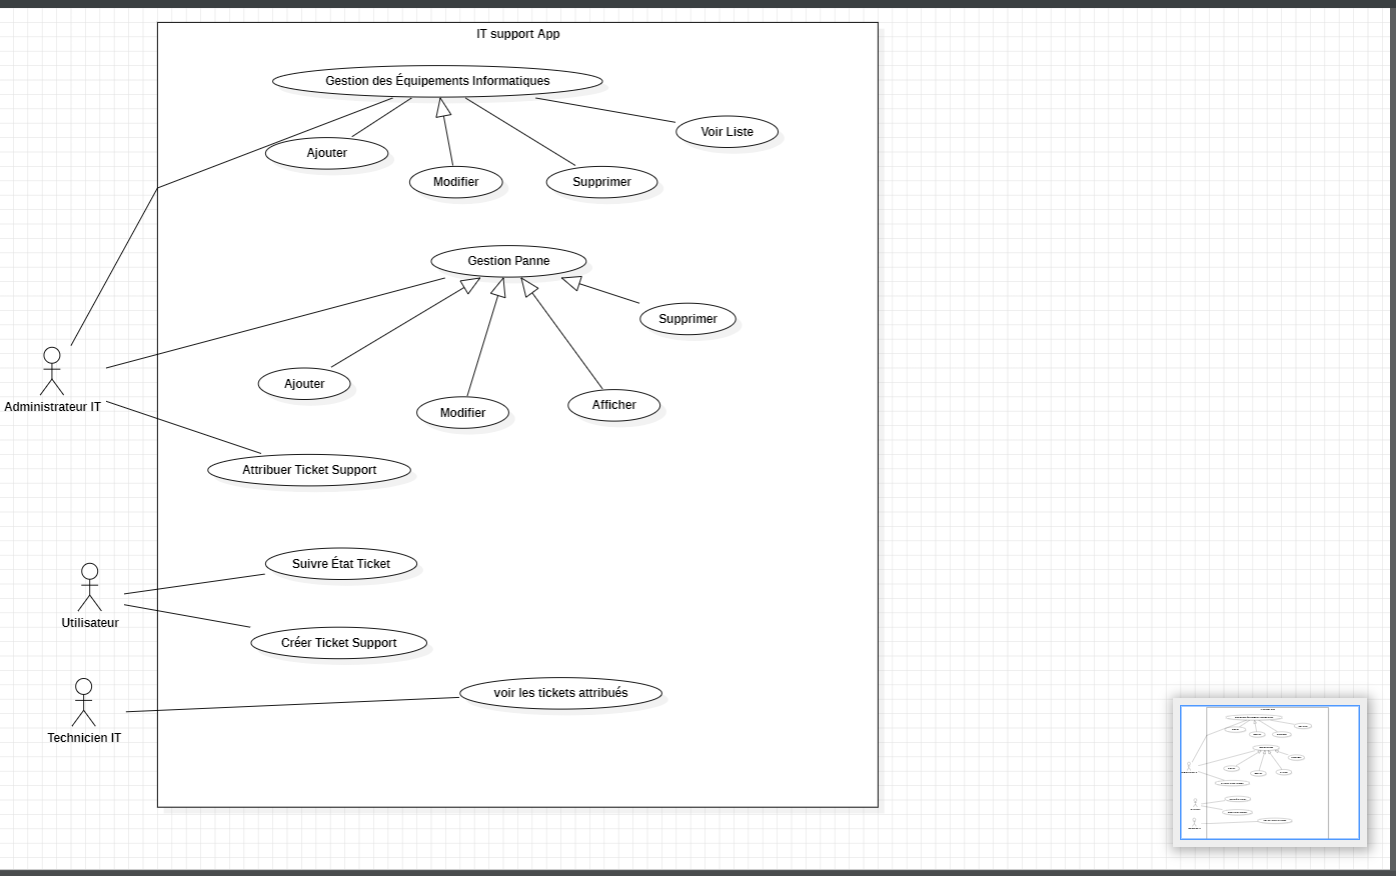 IT support App
Gestion des Équipements Informatiques
Voir Liste
Ajouter
Modifier
Supprimer
Gestion Panne
Supprimer
Ajouter
Modifier
Afficher
Administrateur IT
Attribuer Ticket Support
Suivre État Ticket
Utilisateur
Créer Ticket Support
voir les tickets attribués
Technicien IT